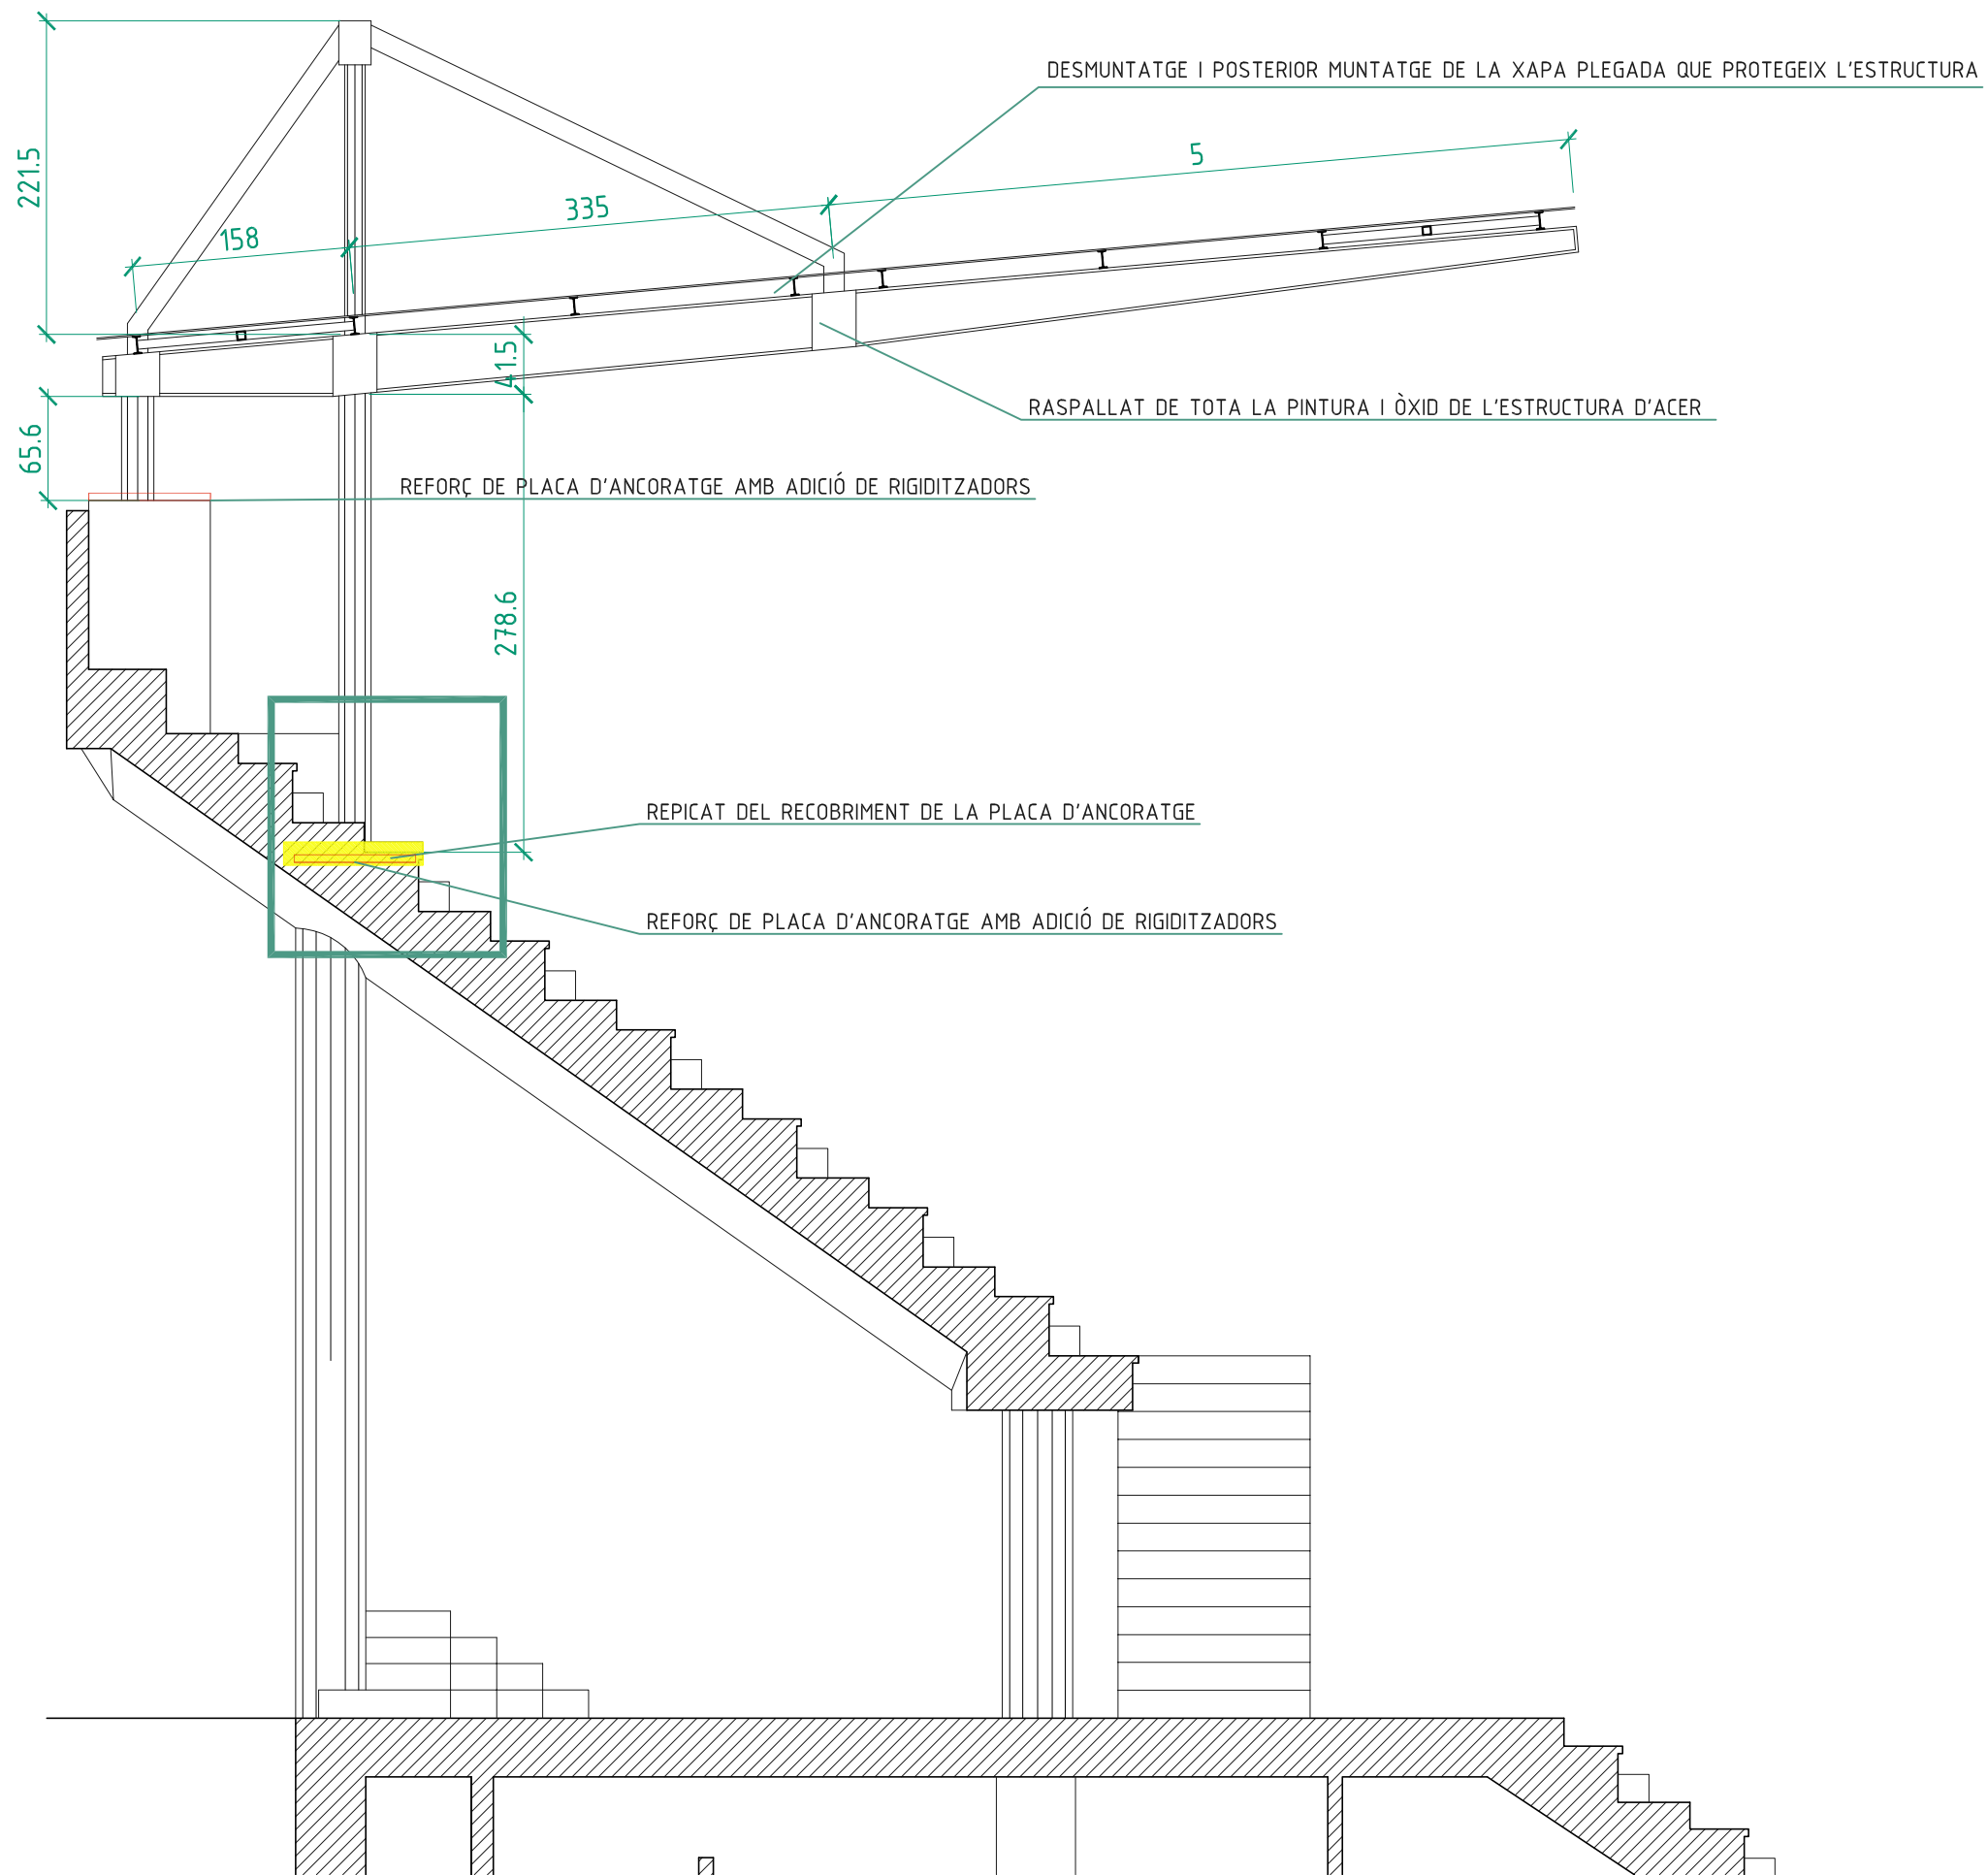 DESMUNTATGE I POSTERIOR MUNTATGE DE LA XAPA PLEGADA QUE PROTEGEIX L'ESTRUCTURA
221.5
5
335
158
41.5
RASPALLAT DE TOTA LA PINTURA I ÒXID DE L'ESTRUCTURA D'ACER
65.6
REFORÇ DE PLACA D'ANCORATGE AMB ADICIÓ DE RIGIDITZADORS
278.6
REPICAT DEL RECOBRIMENT DE LA PLACA D'ANCORATGE
REFORÇ DE PLACA D'ANCORATGE AMB ADICIÓ DE RIGIDITZADORS